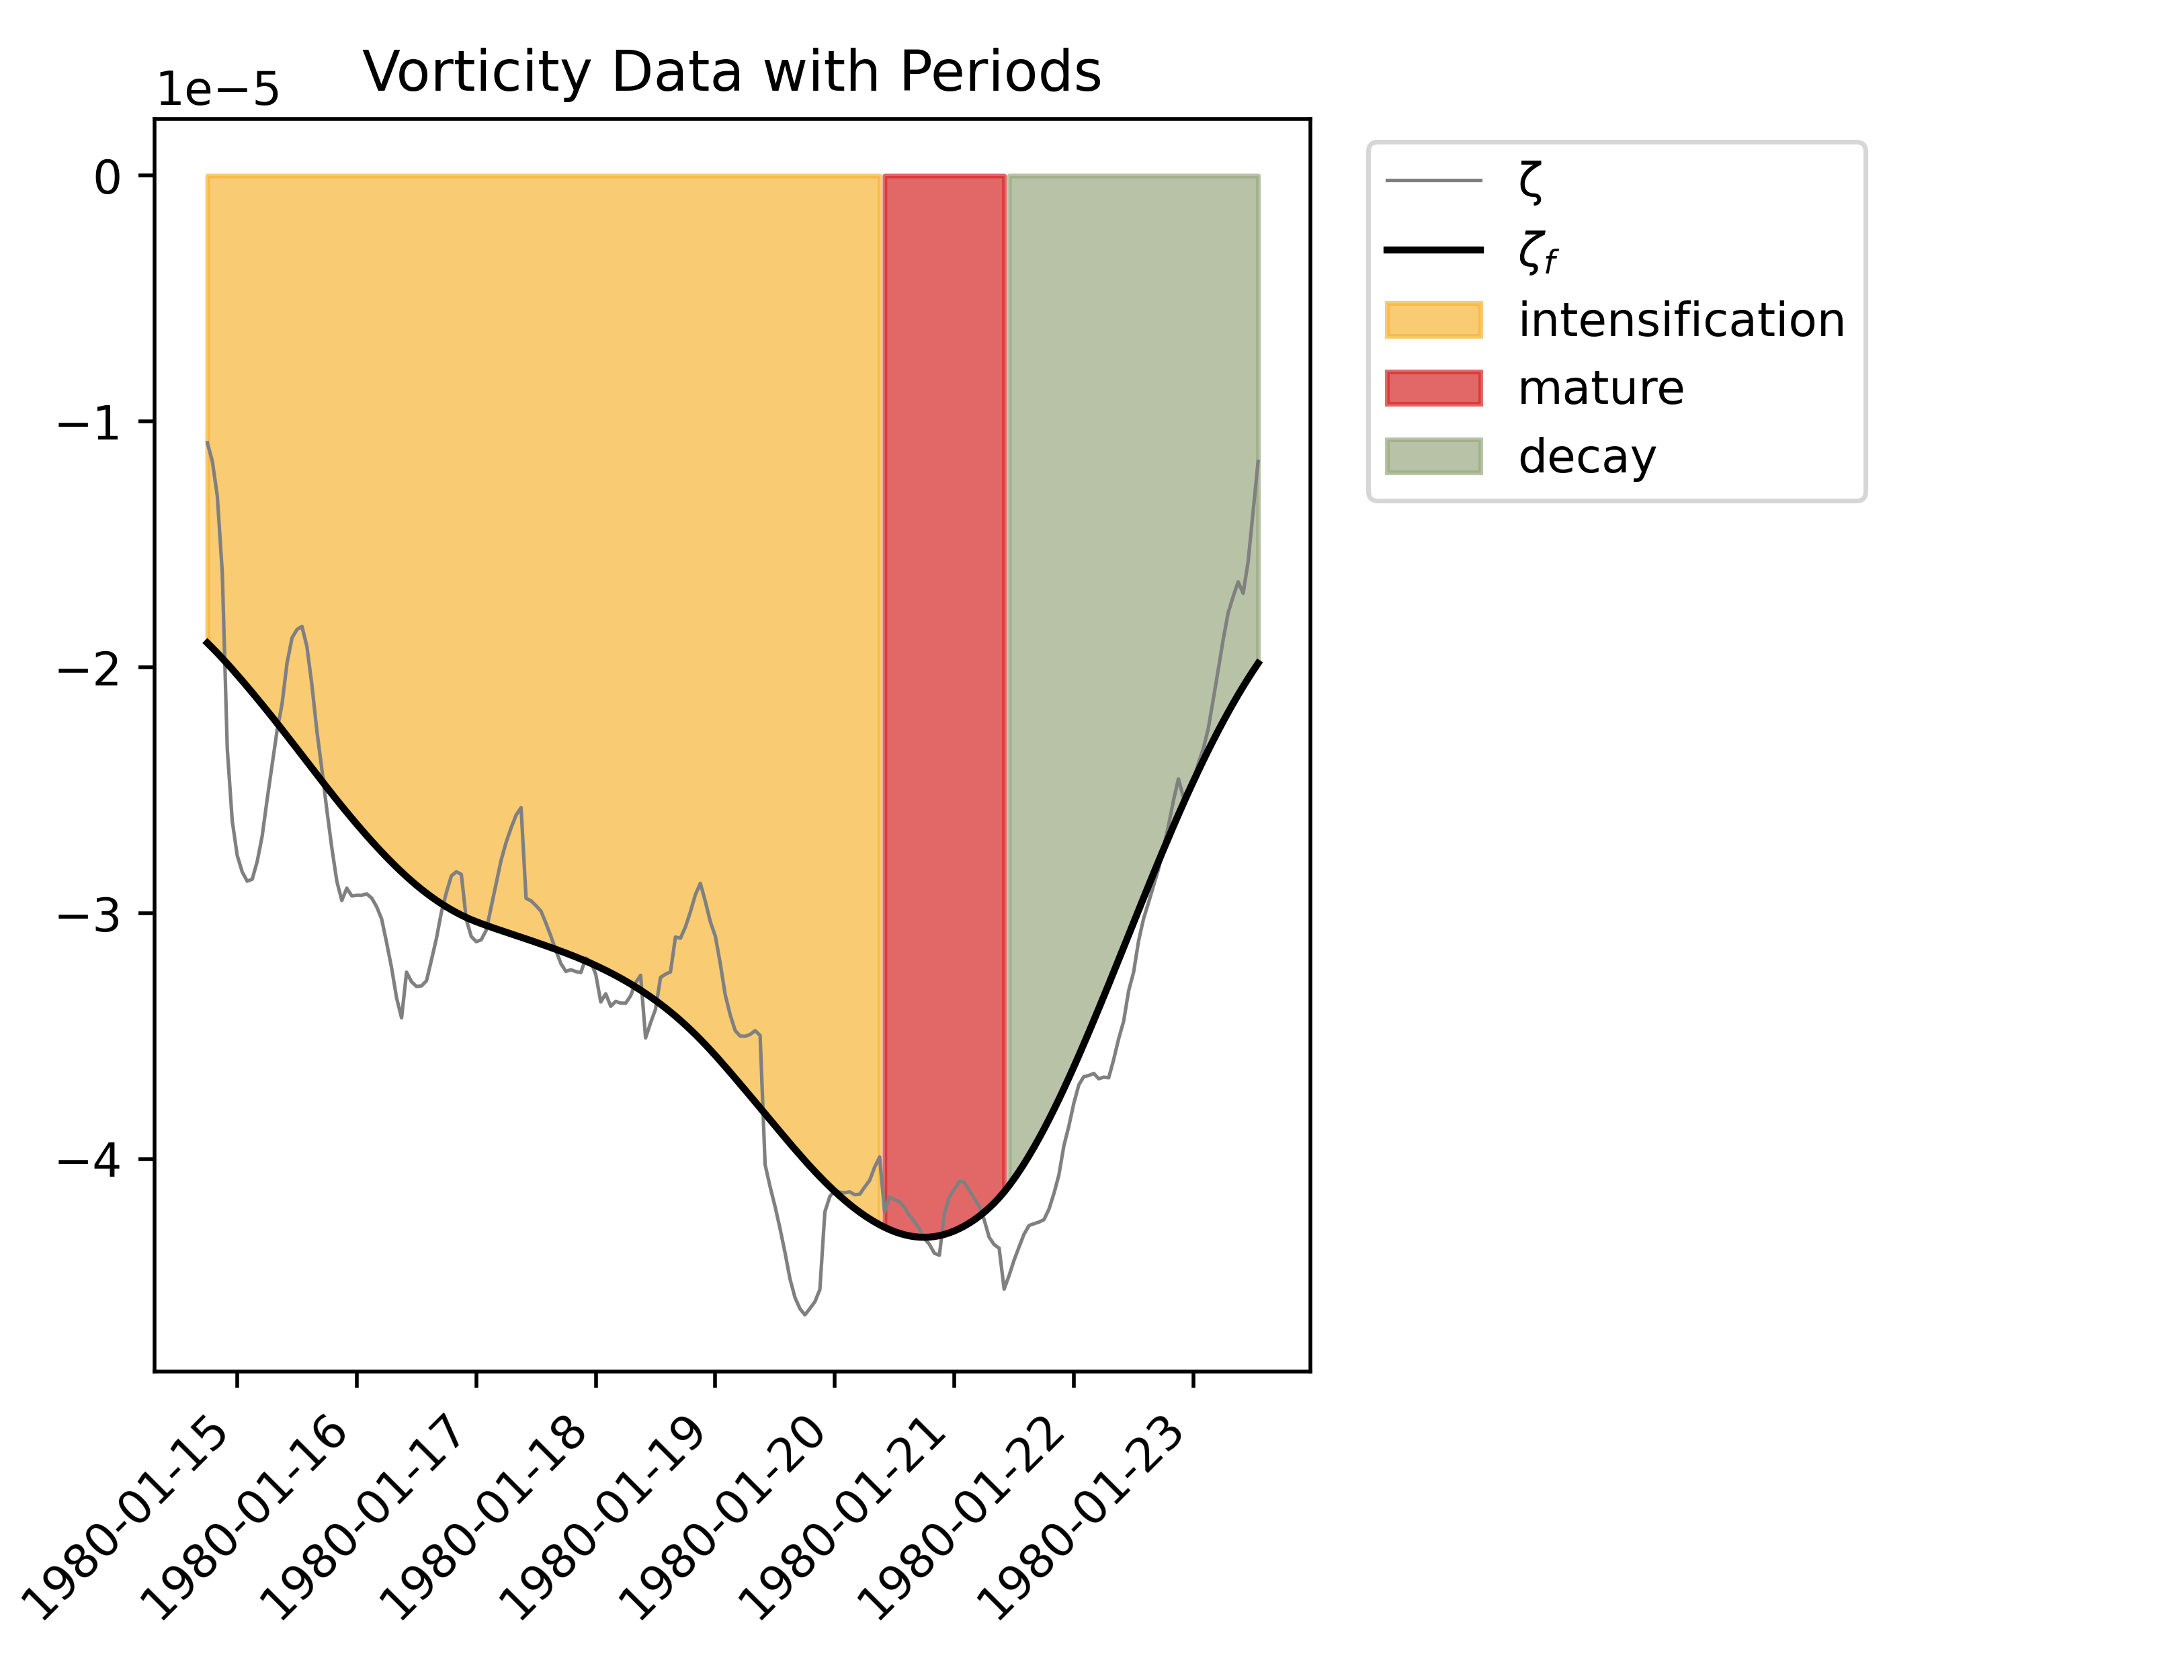 Vorticity Data with Periods
1e−5
0
−1
−2
−3
−4
1980-01-15
1980-01-16
1980-01-17
1980-01-18
1980-01-19
1980-01-20
1980-01-21
1980-01-22
1980-01-23
ζ
ζf
intensification
mature
decay